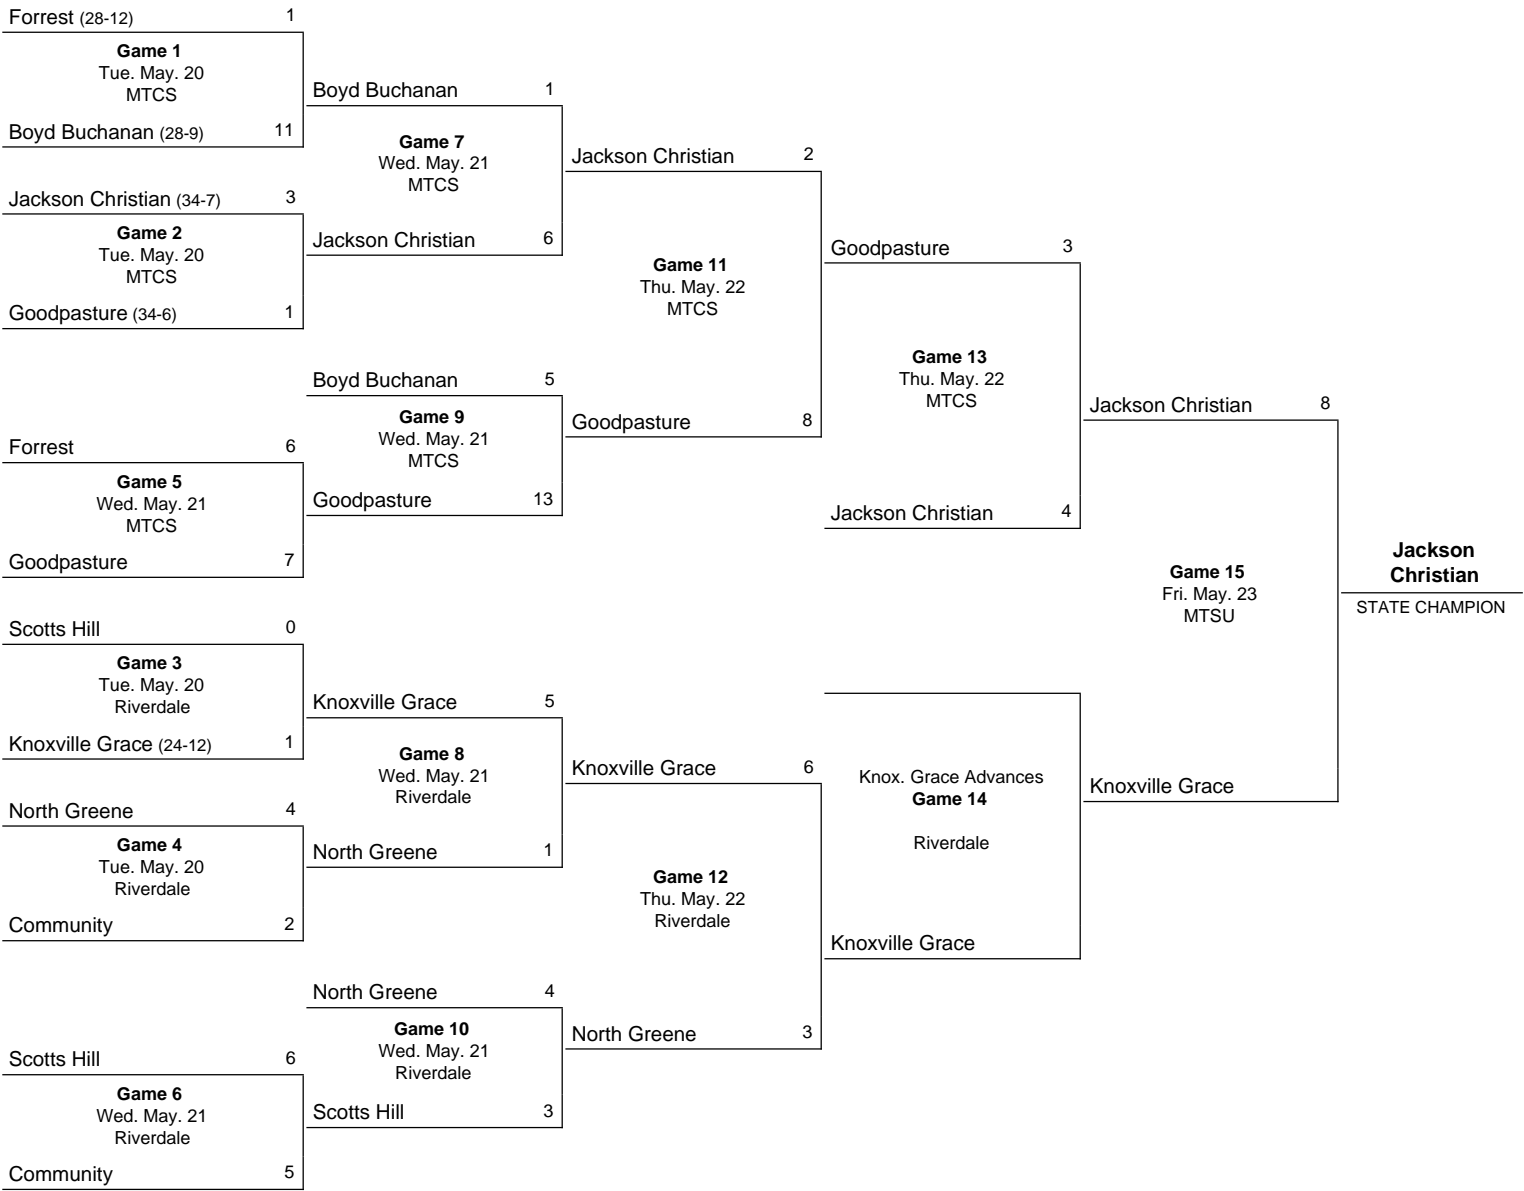 Forrest (28-12) 1
Game 1
Tue. May. 20
MTCS
Boyd Buchanan (28-9) 11
Jackson Christian (34-7) 3
Game 2
Tue. May. 20
MTCS
Goodpasture (34-6) 1
Forrest 6
Game 5
Wed. May. 21
MTCS
Goodpasture 7
Scotts Hill 0
Game 3
Tue. May. 20
Riverdale
Knoxville Grace (24-12) 1
North Greene 4
Game 4
Tue. May. 20
Riverdale
Community 2
Scotts Hill 6
Game 6
Wed. May. 21
Riverdale
Community 5
Boyd Buchanan 1
Game 7
Wed. May. 21
MTCS
Jackson Christian 6
Boyd Buchanan 5
Game 9
Wed. May. 21
MTCS
Goodpasture 13
Knoxville Grace 5
Game 8
Wed. May. 21
Riverdale
North Greene 1
North Greene 4
Game 10
Wed. May. 21
Riverdale
Scotts Hill 3
Jackson Christian 2
Game 11
Thu. May. 22
MTCS
Goodpasture 8
Knoxville Grace 6
Game 12
Thu. May. 22
Riverdale
North Greene 3
Goodpasture 3
Game 13
Thu. May. 22
MTCS
Jackson Christian 4
Knox. Grace Advances
Game 14
Riverdale
Knoxville Grace
Jackson Christian 8
Game 15
Fri. May. 23
MTSU
Knoxville Grace
Jackson
Christian
STATE CHAMPION